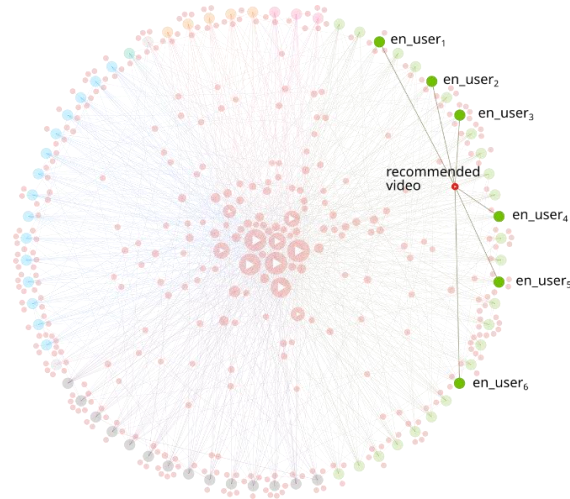 en_user₁
en_user₂
en_user₃
recommended
video
en_user₄
en_user₅
en_user₆